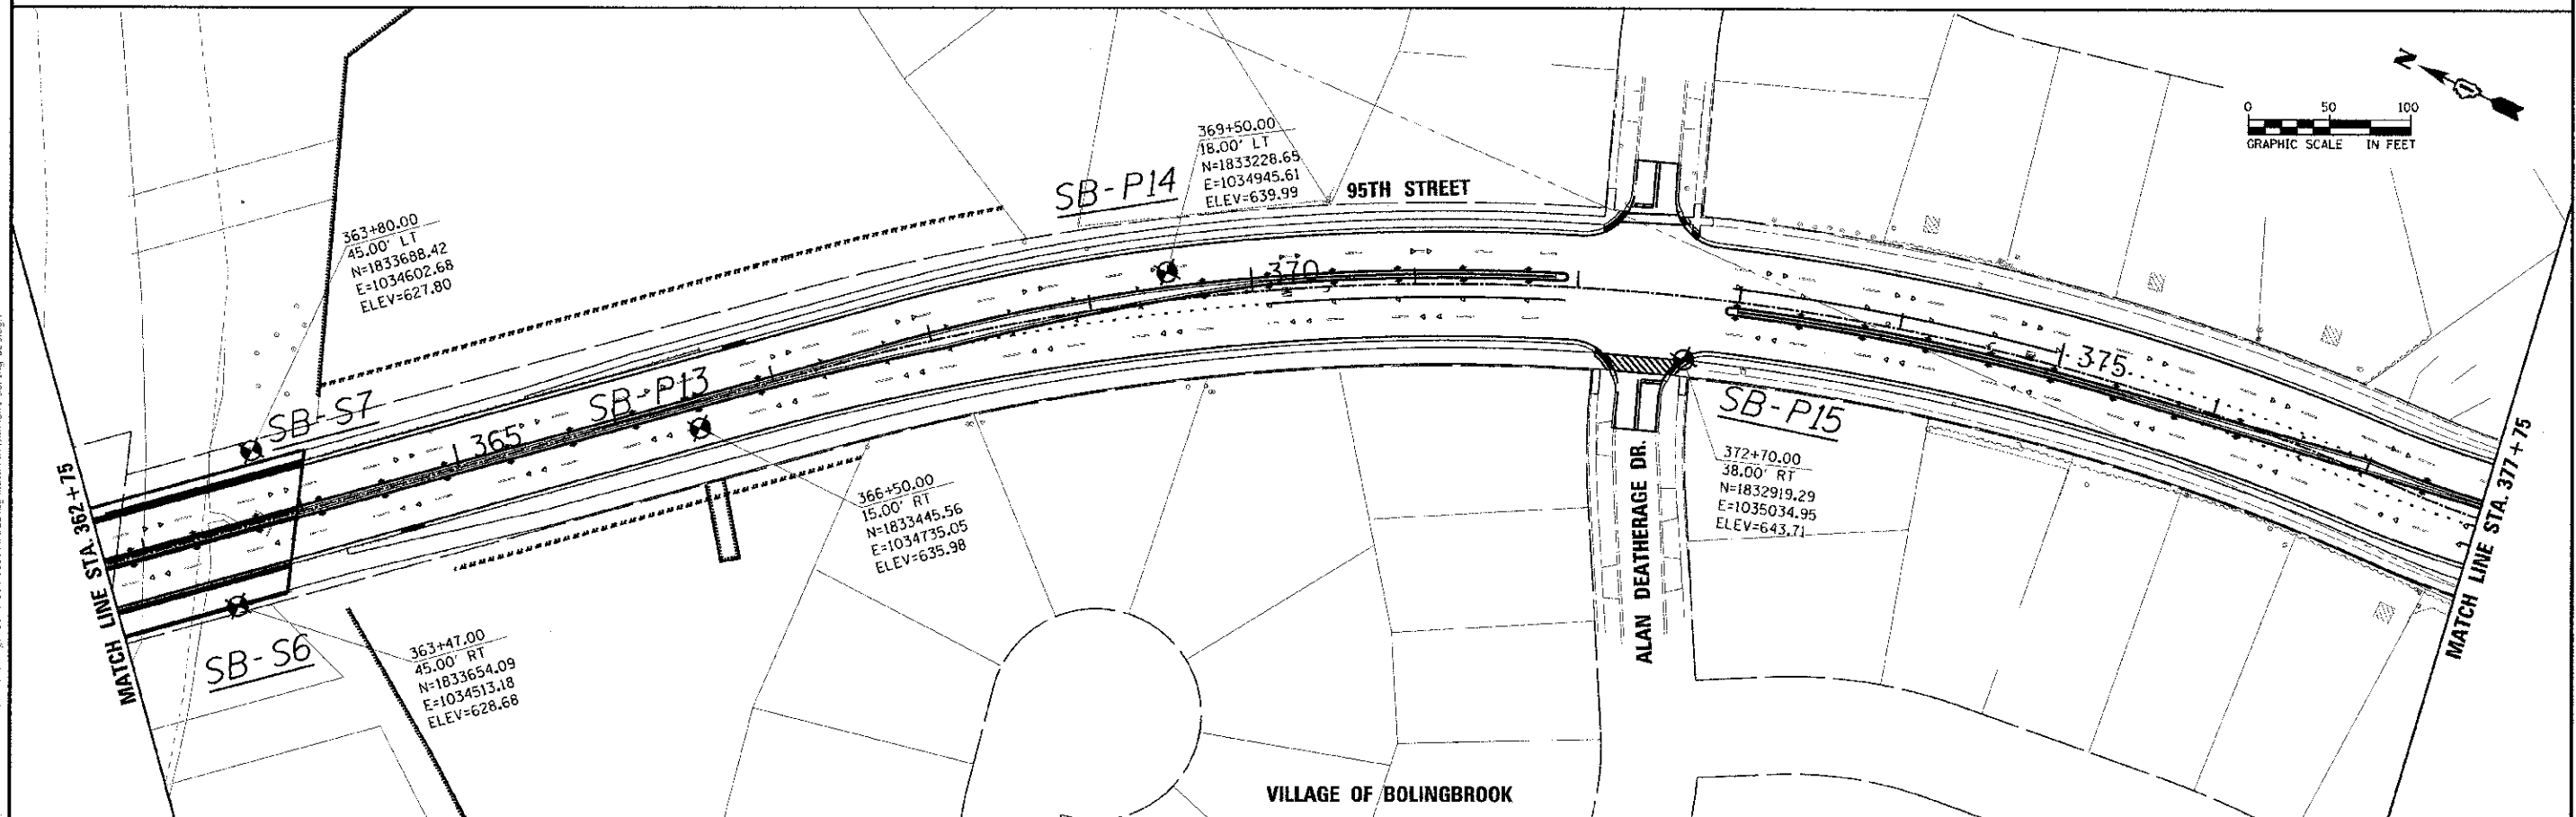 N
0 50 100
GRAPHIC SCALE IN FEET
369+50.00
18.00' LT
N=1833228.65
E=1034945.61
ELEV=639.99
SB-P14
95TH STREET
363+80.00
45.00' LT
N=1833688.42
E=1034602.68
ELEV=627.80
370
375
SB-P13
SB-S7
365
SB-P15
366+50.00
15.00' RT
N=1833445.56
E=1034735.05
ELEV=635.98
372+70.00
38.00' RT
N=1832919.29
E=1035034.95
ELEV=643.71
MATCH LINE STA. 362+75
MATCH LINE STA. 377+75
ALAN DEATHERAGE DR.
SB-S6
363+47.00
45.00' RT
N=1833654.09
E=1034513.18
ELEV=628.68
VILLAGE OF BOLINGBROOK